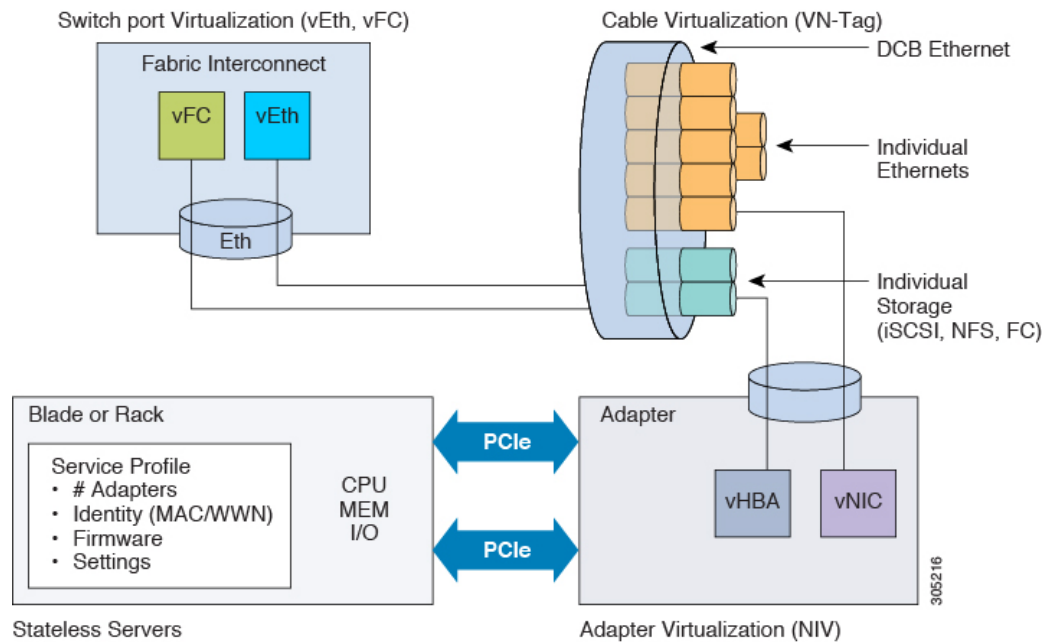 Switch port Virtualization (vEth, vFC)
Fabric Interconnect
vFC
vEth
Eth
Cable Virtualization (VN-Tag)
DCB Ethernet
Individual
Ethernets
Individual
Storage
(iSCSI, NFS, FC)
Blade or Rack
Service Profile
• # Adapters
• Identity (MAC/WWN)
• Firmware
• Settings
CPU
MEM
I/O
PCIe
PCIe
Adapter
vHBA
vNIC
305216
Stateless Servers
Adapter Virtualization (NIV)